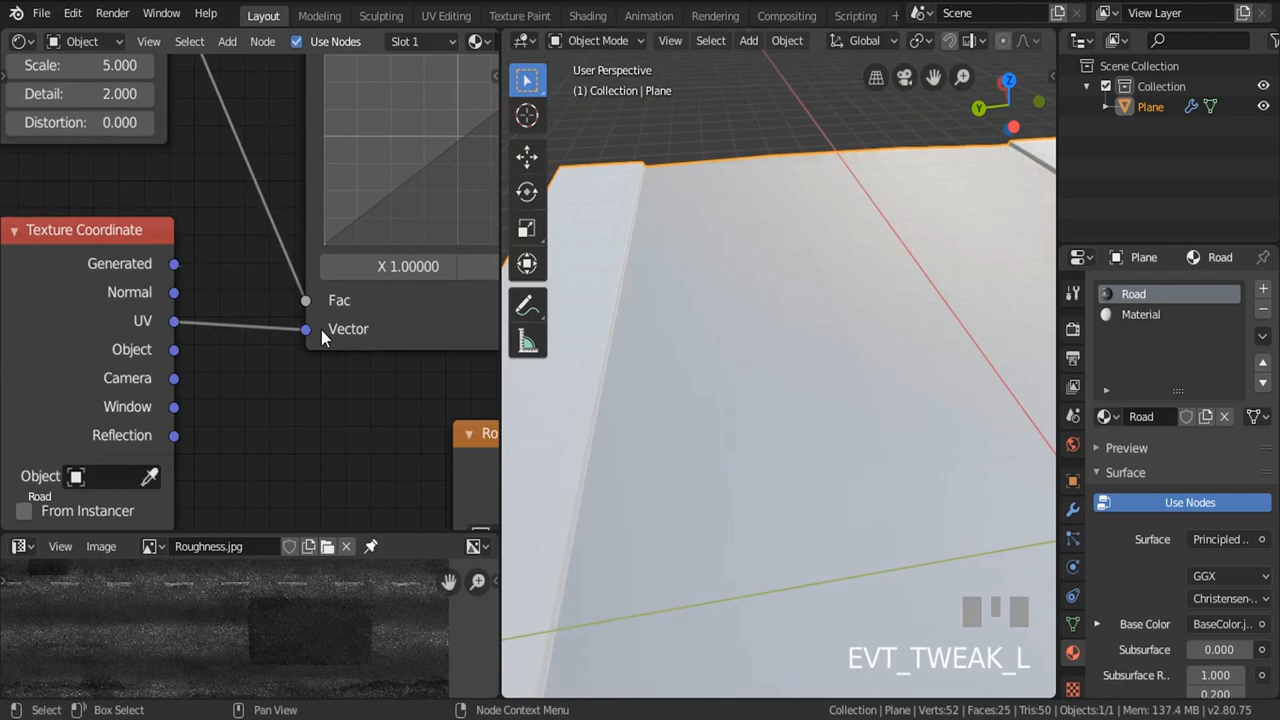 File Edit Render Window Help Layout Modeling Sculpting UV Editing Texture Paint Shading Animation Rendering Compositing Scripting + Scene View Layer
Object View Select Add Node Use Nodes Slot 1 Object Mode View Select Add Object Global
Scale: 5.000
Detail: 2.000
Distortion: 0.000
Texture Coordinate
Generated
Normal
UV
Object
Camera
Window
Reflection
Object
Road
From Instancer
X 1.00000
Fac
Vector
Ro
View Image Roughness.jpg
User Perspective
(1) Collection | Plane
Z
Y
EVT_TWEAK_L
Scene Collection
Collection
Plane
Plane Road
Road
Material
Road
Preview
Surface
Use Nodes
Surface Principled ..
GGX
Christensen-..
Base Color BaseColor.j..
Subsurface 0.000
Subsurface R.. 1.000
0.200
Select Box Select Pan View Node Context Menu Collection | Plane | Verts:52 | Faces:25 | Tris:50 | Objects:1/1 | Mem: 137.4 MB | v2.80.75